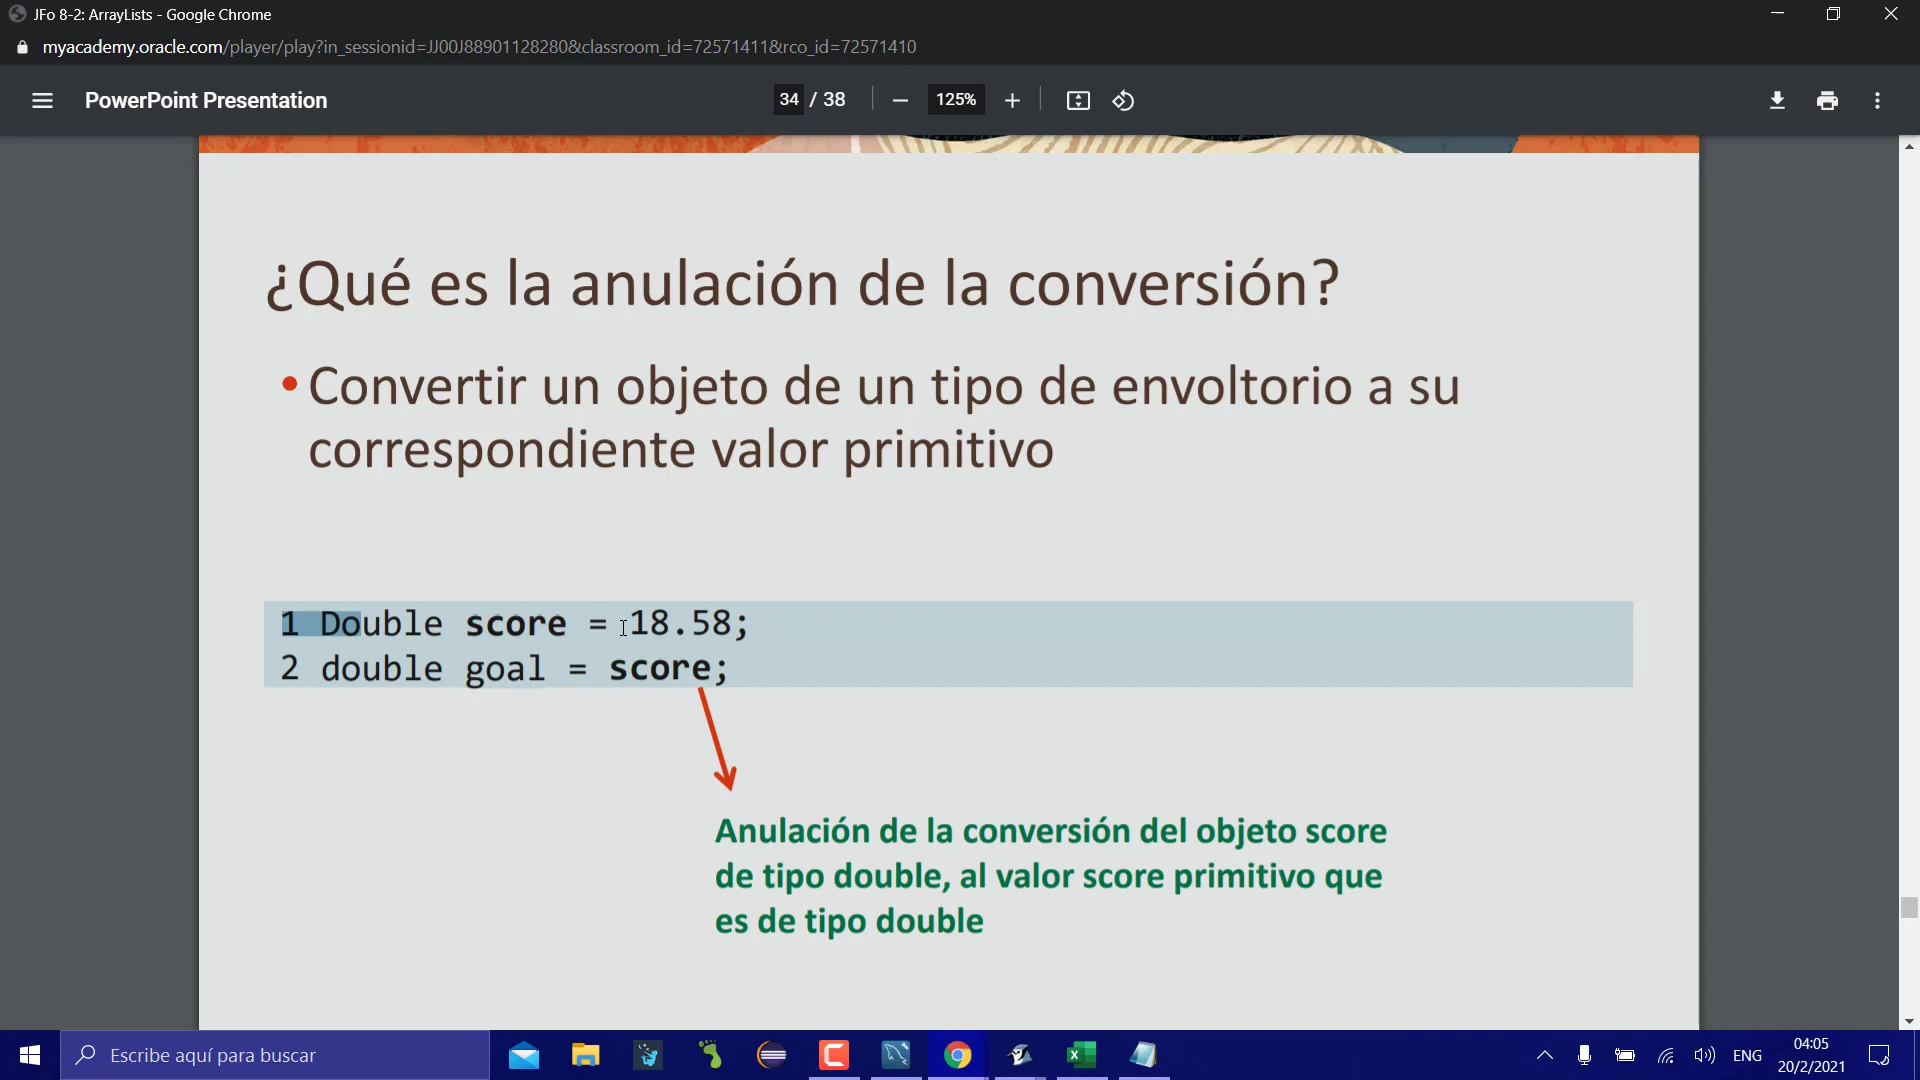 JFo 8-2: ArrayLists - Google Chrome
myacademy.oracle.com/player/play?in_sessionid=JJ00J88901128280&classroom_id=72571411&rco_id=72571410
PowerPoint Presentation
34 / 38
125%
¿Qué es la anulación de la conversión?
• Convertir un objeto de un tipo de envoltorio a su
correspondiente valor primitivo
1 Double score = 18.58;
2 double goal = score;
Anulación de la conversión del objeto score
de tipo double, al valor score primitivo que
es de tipo double
Escribe aquí para buscar
ENG
04:05
20/2/2021